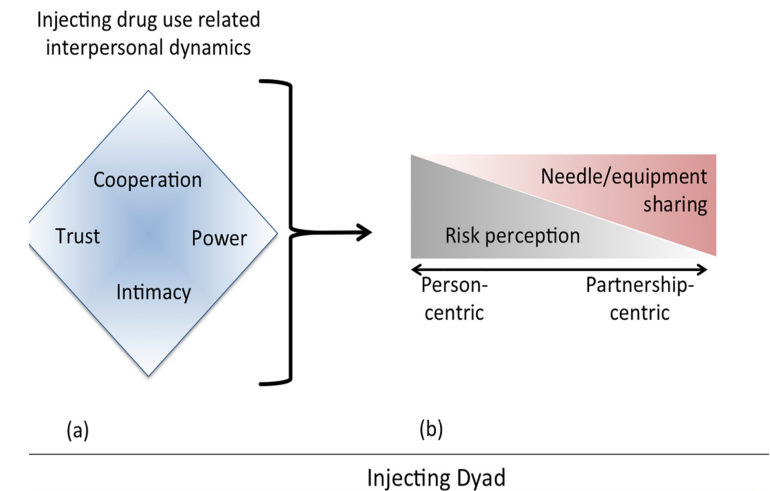 Injecting drug use related
interpersonal dynamics
Cooperation
Trust
Power
Intimacy
Needle/equipment
sharing
Risk perception
Person-
centric
Partnership-
centric
(a)
(b)
Injecting Dyad